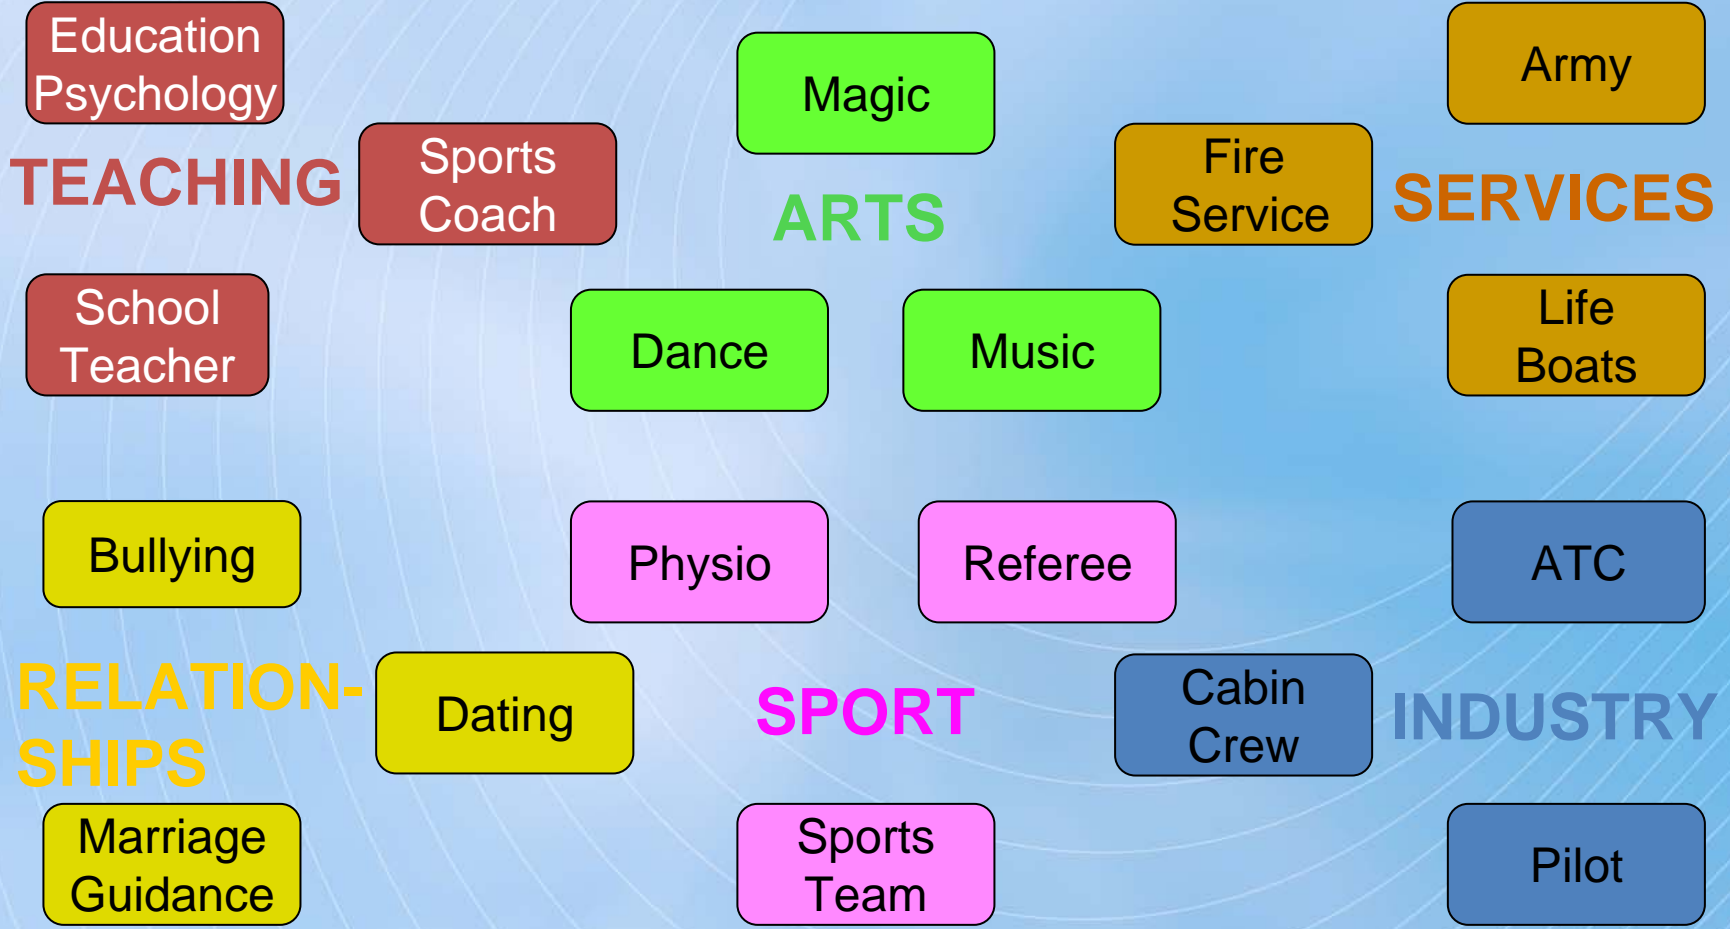 Education
Psychology
TEACHING
Sports
Coach
School
Teacher
Magic
ARTS
Dance
Music
Army
Fire
Service
SERVICES
Life
Boats
Bullying
RELATION-
SHIPS
Dating
Marriage
Guidance
Physio
Referee
SPORT
Sports
Team
ATC
Cabin
Crew
INDUSTRY
Pilot